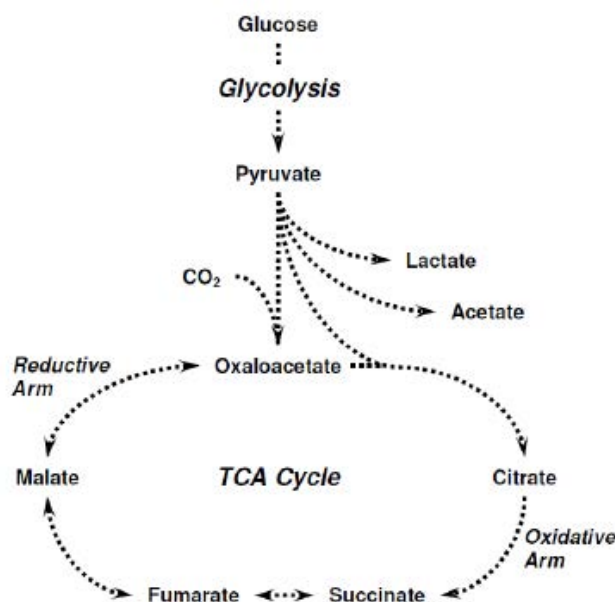 Glucose
Glycolysis
Pyruvate
Lactate
CO₂
Acetate
Reductive
Arm
Oxaloacetate
Malate
TCA Cycle
Citrate
Oxidative
Arm
Fumarate
Succinate